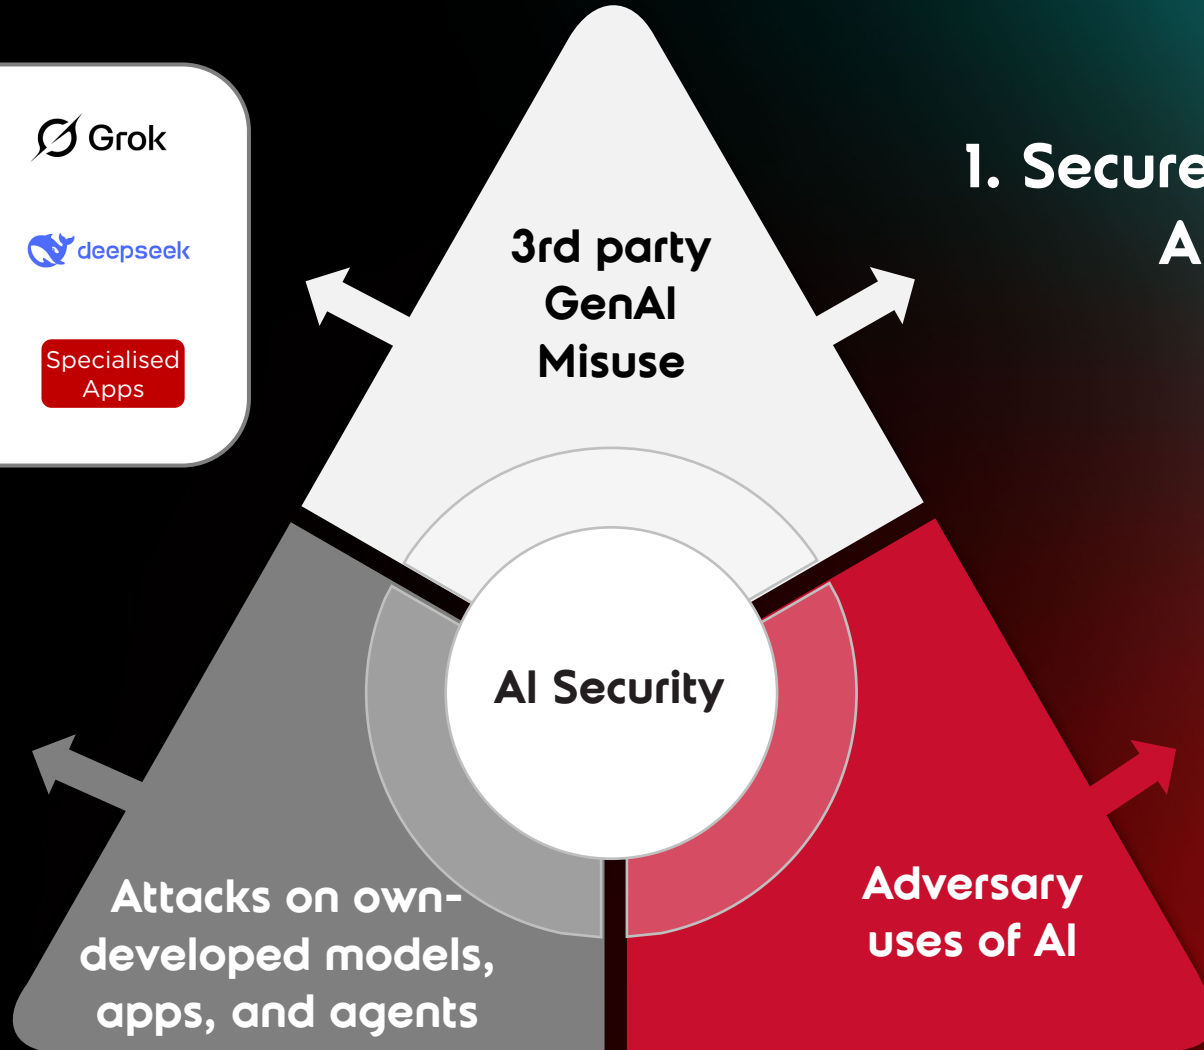 Grok
deepseek
Specialised
Apps
1. Secure
A
3rd party
GenAI
Misuse
AI Security
Attacks on own-
developed models,
apps, and agents
Adversary
uses of AI